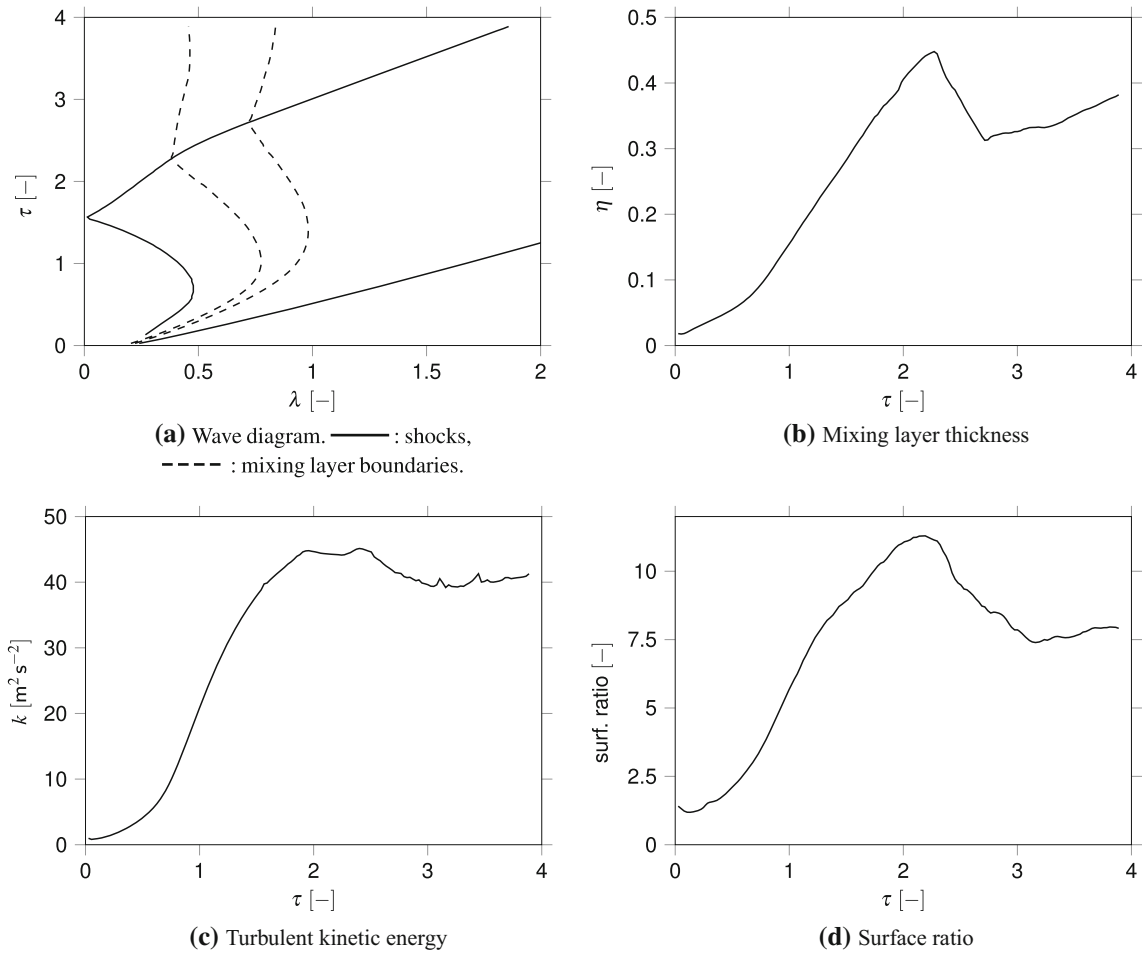 4
3
2
1
0
τ [−]
0 0.5 1 1.5 2
λ [−]
(a) Wave diagram. : shocks,
: mixing layer boundaries.
0.5
0.4
0.3
0.2
0.1
0
η [−]
0 1 2 3 4
τ [−]
(b) Mixing layer thickness
50
40
30
20
10
0
k [m² s⁻²]
0 1 2 3 4
τ [−]
(c) Turbulent kinetic energy
10
7.5
5
2.5
0
surf. ratio [−]
0 1 2 3 4
τ [−]
(d) Surface ratio